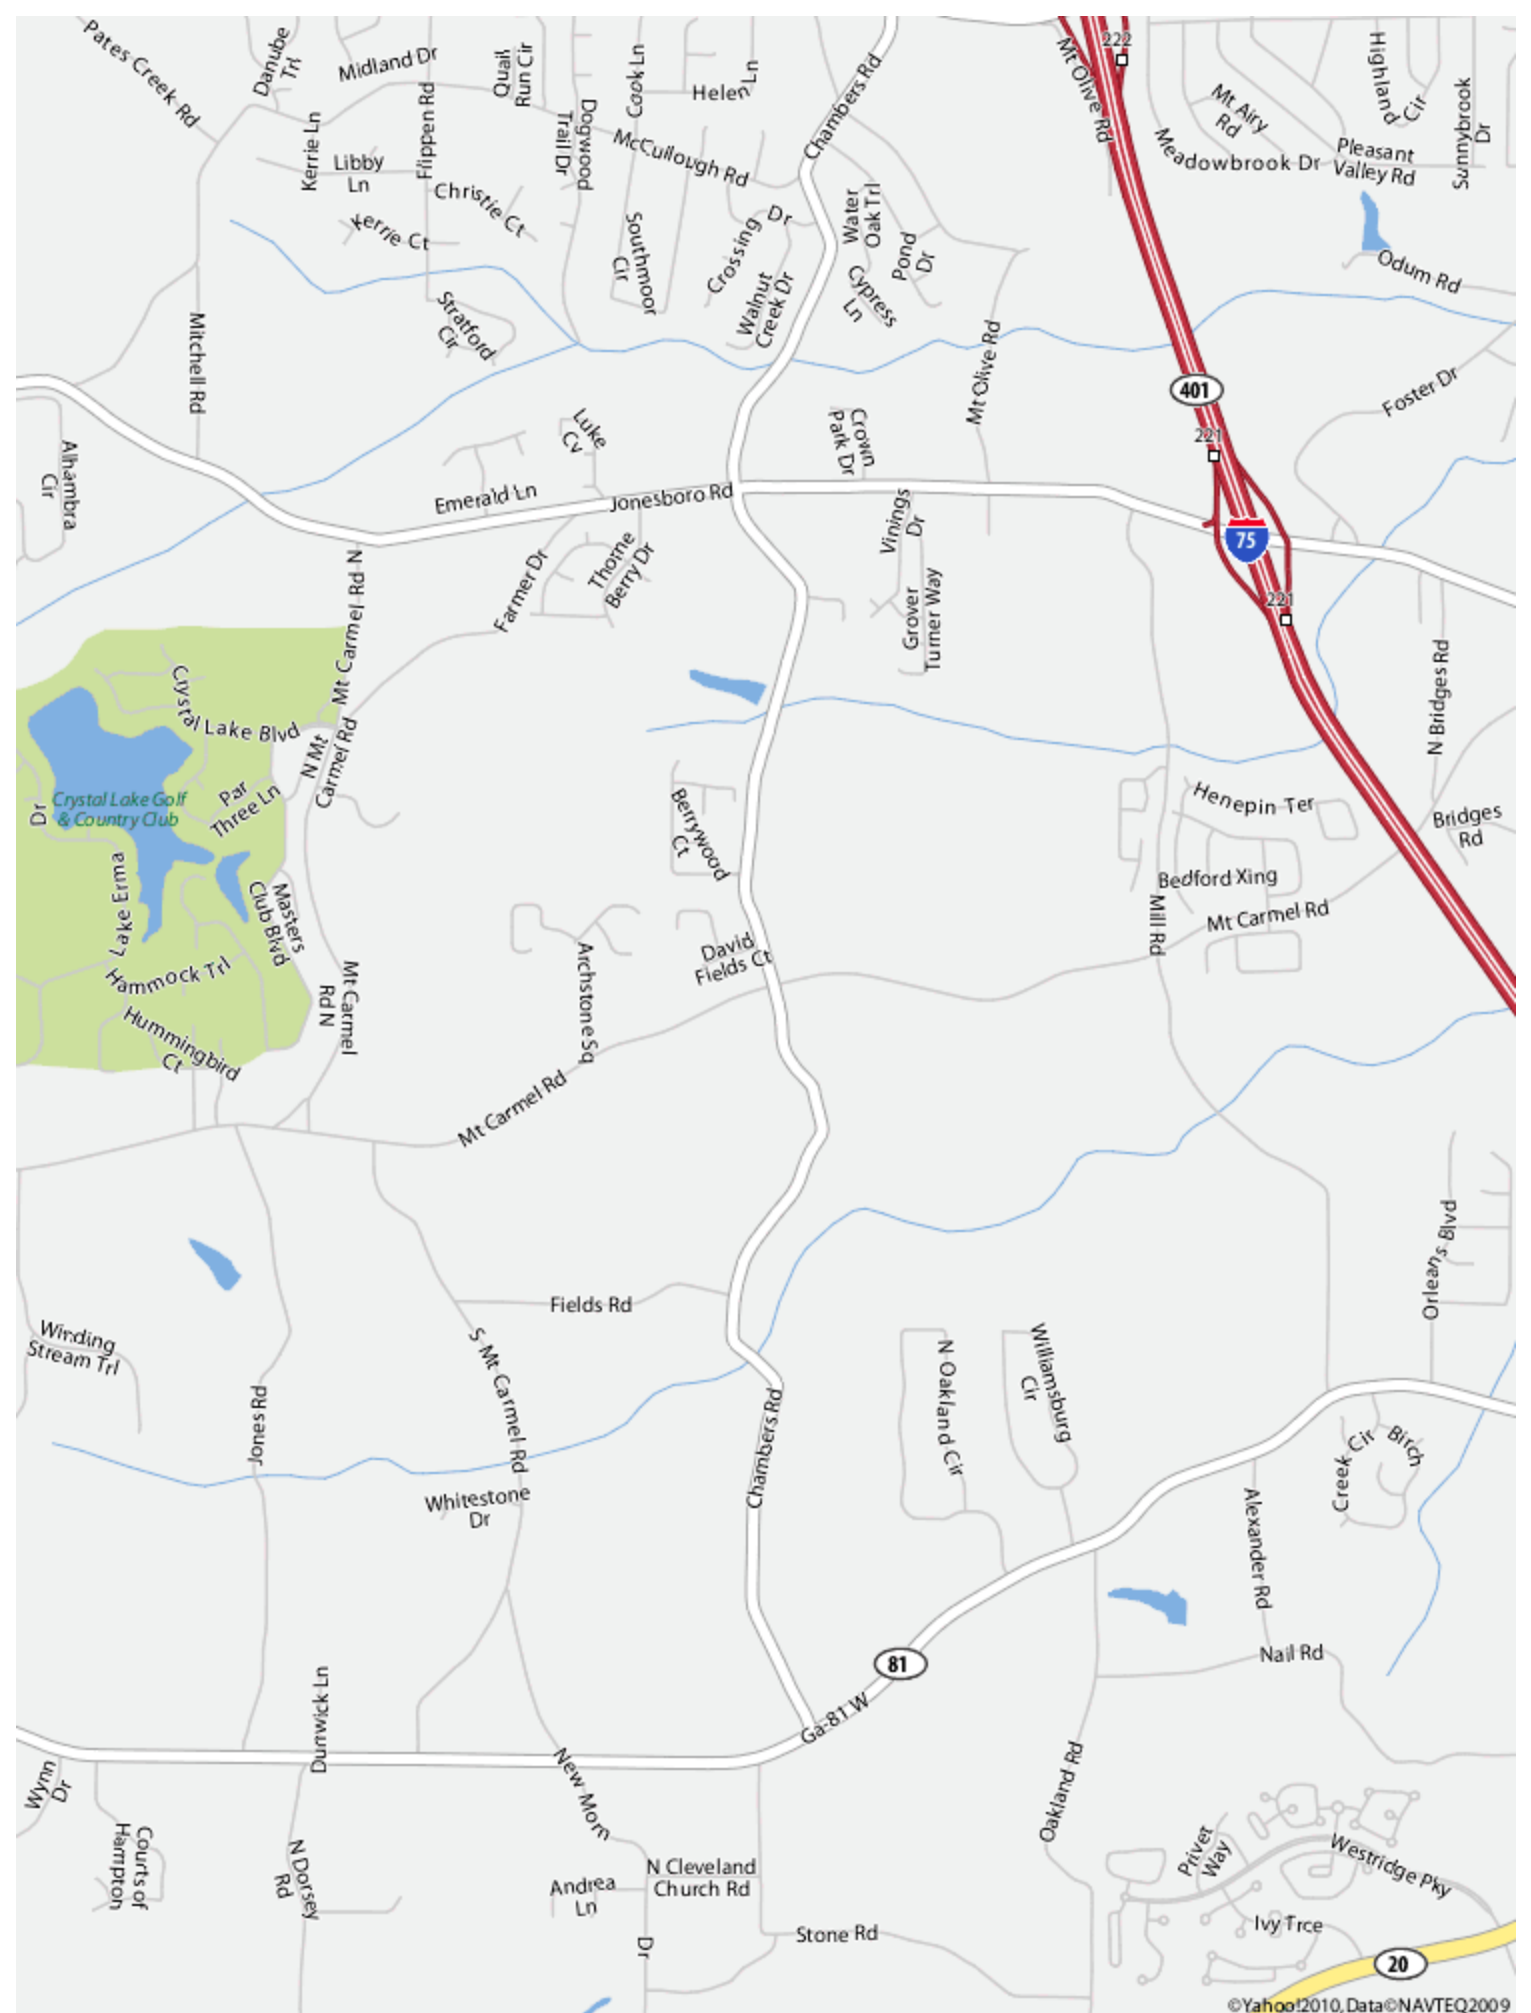 Pates Creek Rd
Danube
Trl
Midland Dr
Quail
Run Cir
Cook Ln
Helen Ln
Chambers Rd
Mt Olive Rd
222
Mt Airy
Rd
Highland
Cir
Sunnybrook
Dr
Meadowbrook Dr
Pleasant
Valley Rd
Kerrie Ln
Flippen Rd
Libby
Ln
Christie Ct
Kerrie Ct
Dogwood
Trail Dr
McCullough Rd
Southmoor
Cir
Crossing Dr
Walnut
Creek Dr
Water
Oak Trl
Pond
Dr
Cypress
Ln
Odum Rd
Mitchell Rd
Stratford
Cir
Mt Olive Rd
401
Foster Dr
Alhambra
Cir
Luke
Cv
Crown
Park Dr
221
Emerald Ln
Jonesboro Rd
Vinings
Dr
75
Mt Carmel Rd N
Farmer Dr
Thorne
Berry Dr
Grover
Turner Way
221
N Bridges Rd
Crystal Lake Blvd
N Mt
Carmel Rd
Par
Three Ln
Crystal Lake Golf
& Country Club
Dr
Lake Erma
Masters
Club Blvd
Hammock Trl
Hummingbird
Ct
Mt Carmel
Rd N
Berrywood
Ct
Archstone Sq
David
Fields Ct
Henepin Ter
Bridges
Rd
Bedford Xing
Mt Carmel Rd
Mill Rd
Mt Carmel Rd
Orleans Blvd
Fields Rd
Winding
Stream Trl
S Mt Carmel Rd
Jones Rd
Chambers Rd
N Oakland Cir
Williamsburg
Cir
Birch
Creek Cir
Whitestone
Dr
Alexander Rd
Nail Rd
81
Ga-81 W
Dunwick Ln
Wynn
Dr
Courts of
Hampton
N Dorsey
Rd
New Morn
Dr
Andrea
Ln
N Cleveland
Church Rd
Stone Rd
Oakland Rd
Privet
Way
Westridge Pky
Ivy Trce
20
©Yahoo!2010, Data©NAVTEQ2009